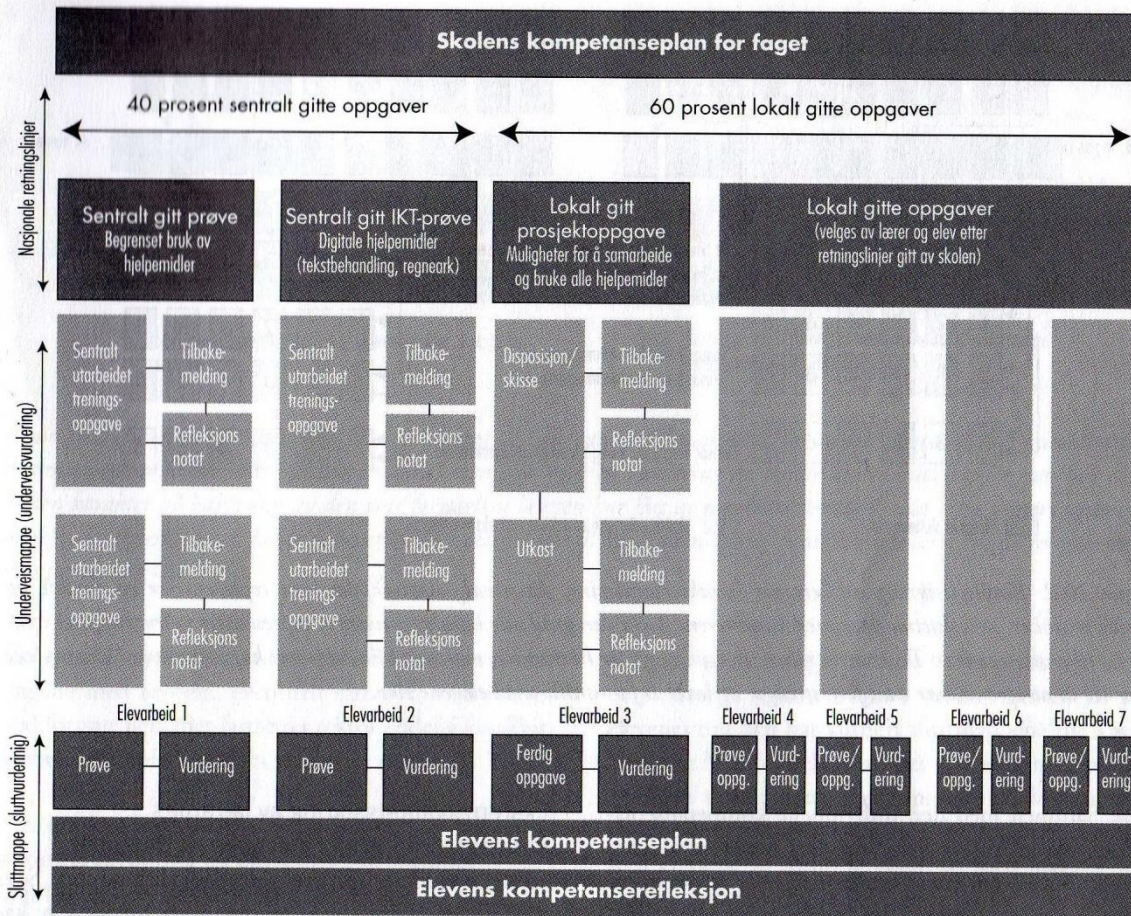 Skolens kompetanseplan for faget
Nasjonale retningslinjer
40 prosent sentralt gitte oppgaver
60 prosent lokalt gitte oppgaver
Sentralt gitt prøve
Begrenset bruk av
hjelpemidler
Sentralt gitt IKT-prøve
Digitale hjelpemidler
(tekstbehandling, regneark)
Lokalt gitt
prosjektoppgave
Muligheter for å samarbeide
og bruke alle hjelpemidler
Lokalt gitte oppgaver
(velges av lærer og elev etter
retningslinjer gitt av skolen)
Underveismappe (underveisvurdering)
Sentralt
utarbeidet
trenings-
oppgave
Tilbake-
melding
Refleksjons
notat
Sentralt
utarbeidet
trenings-
oppgave
Tilbake-
melding
Refleksjons
notat
Disposisjon/
skisse
Tilbake-
melding
Refleksjons
notat
Sentralt
utarbeidet
trenings-
oppgave
Tilbake-
melding
Refleksjons
notat
Sentralt
utarbeidet
trenings-
oppgave
Tilbake-
melding
Refleksjons
notat
Utkast
Tilbake-
melding
Refleksjons
notat
Elevarbeid 1
Elevarbeid 2
Elevarbeid 3
Elevarbeid 4
Elevarbeid 5
Elevarbeid 6
Elevarbeid 7
Sluttmappe (sluttvurdering)
Prøve
Vurdering
Prøve
Vurdering
Ferdig
oppgave
Vurdering
Prøve/
oppg.
Vurd-
ering
Prøve/
oppg.
Vurd-
ering
Prøve/
oppg.
Vurd-
ering
Prøve/
oppg.
Vurd-
ering
Elevens kompetanseplan
Elevens kompetanserefleksjon